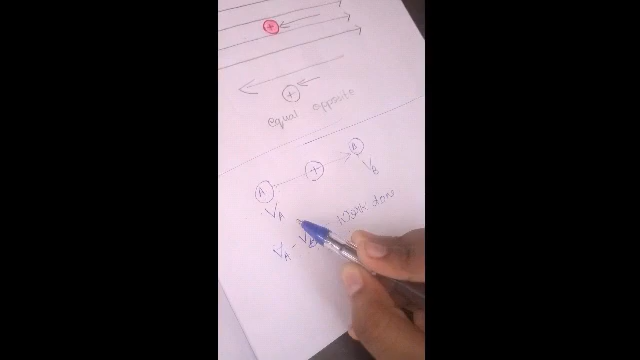 +
+
equal opposite
A + A
V_A V_B
V_A - V_B work done